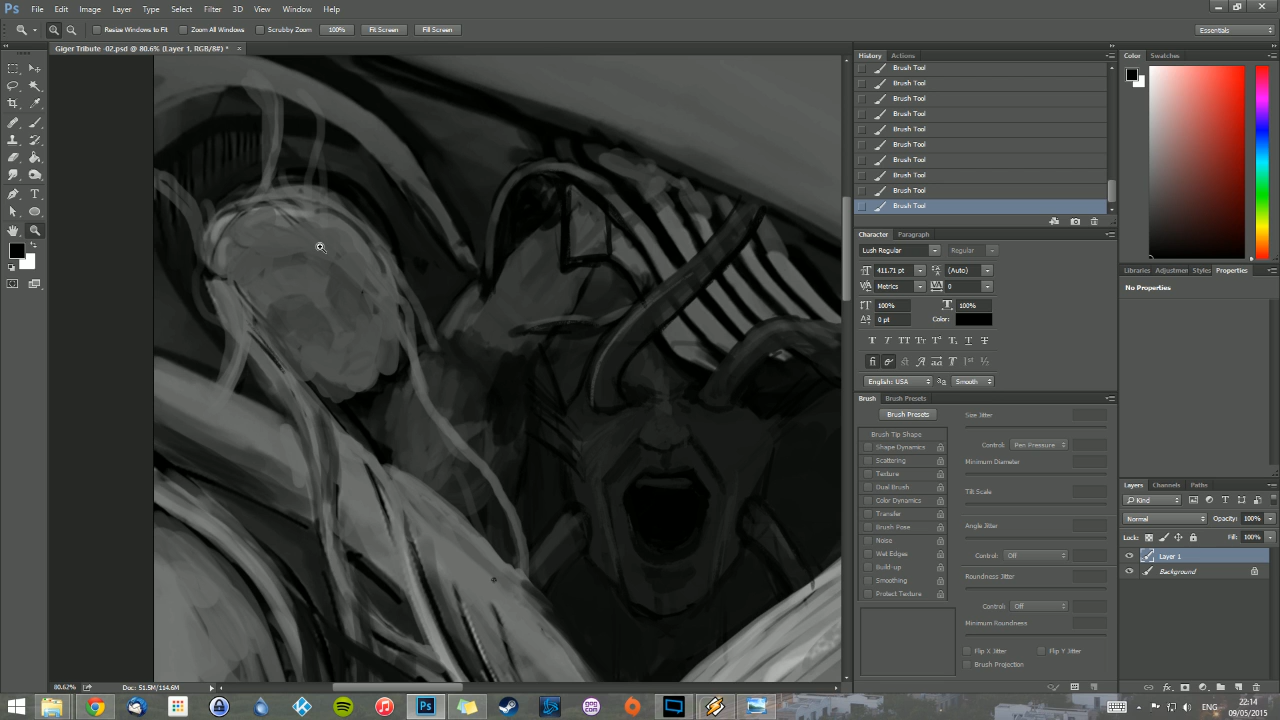 Ps File Edit Image Layer Type Select Filter 3D View Window Help
Resize Windows to Fit Zoom All Windows Scrubby Zoom 100% Fit Screen Fill Screen Essentials
Giger Tribute -02.psd @ 80.6% (Layer 1, RGB/8#) * ×
History Actions
Brush Tool
Brush Tool
Brush Tool
Brush Tool
Brush Tool
Brush Tool
Brush Tool
Brush Tool
Brush Tool
Brush Tool
Color Swatches
Character Paragraph
Lush Regular Regular
411.71 pt (Auto)
Metrics 0
100% 100%
0 pt Color:
English: USA Smooth
Libraries Adjustmen Styles Properties
No Properties
Brush Brush Presets
Brush Presets Size Jitter
Brush Tip Shape
Shape Dynamics
Scattering
Texture
Dual Brush
Color Dynamics
Transfer
Brush Pose
Noise
Wet Edges
Build-up
Smoothing
Protect Texture
Control: Pen Pressure
Minimum Diameter
Tilt Scale
Angle Jitter
Control: Off
Roundness Jitter
Control: Off
Minimum Roundness
Flip X Jitter Flip Y Jitter
Brush Projection
Layers Channels Paths
Kind
Normal Opacity: 100%
Lock: Fill: 100%
Layer 1
Background
80.62% Doc: 51.5M/114.6M
Ps gog com ENG 22:14
09/05/2015